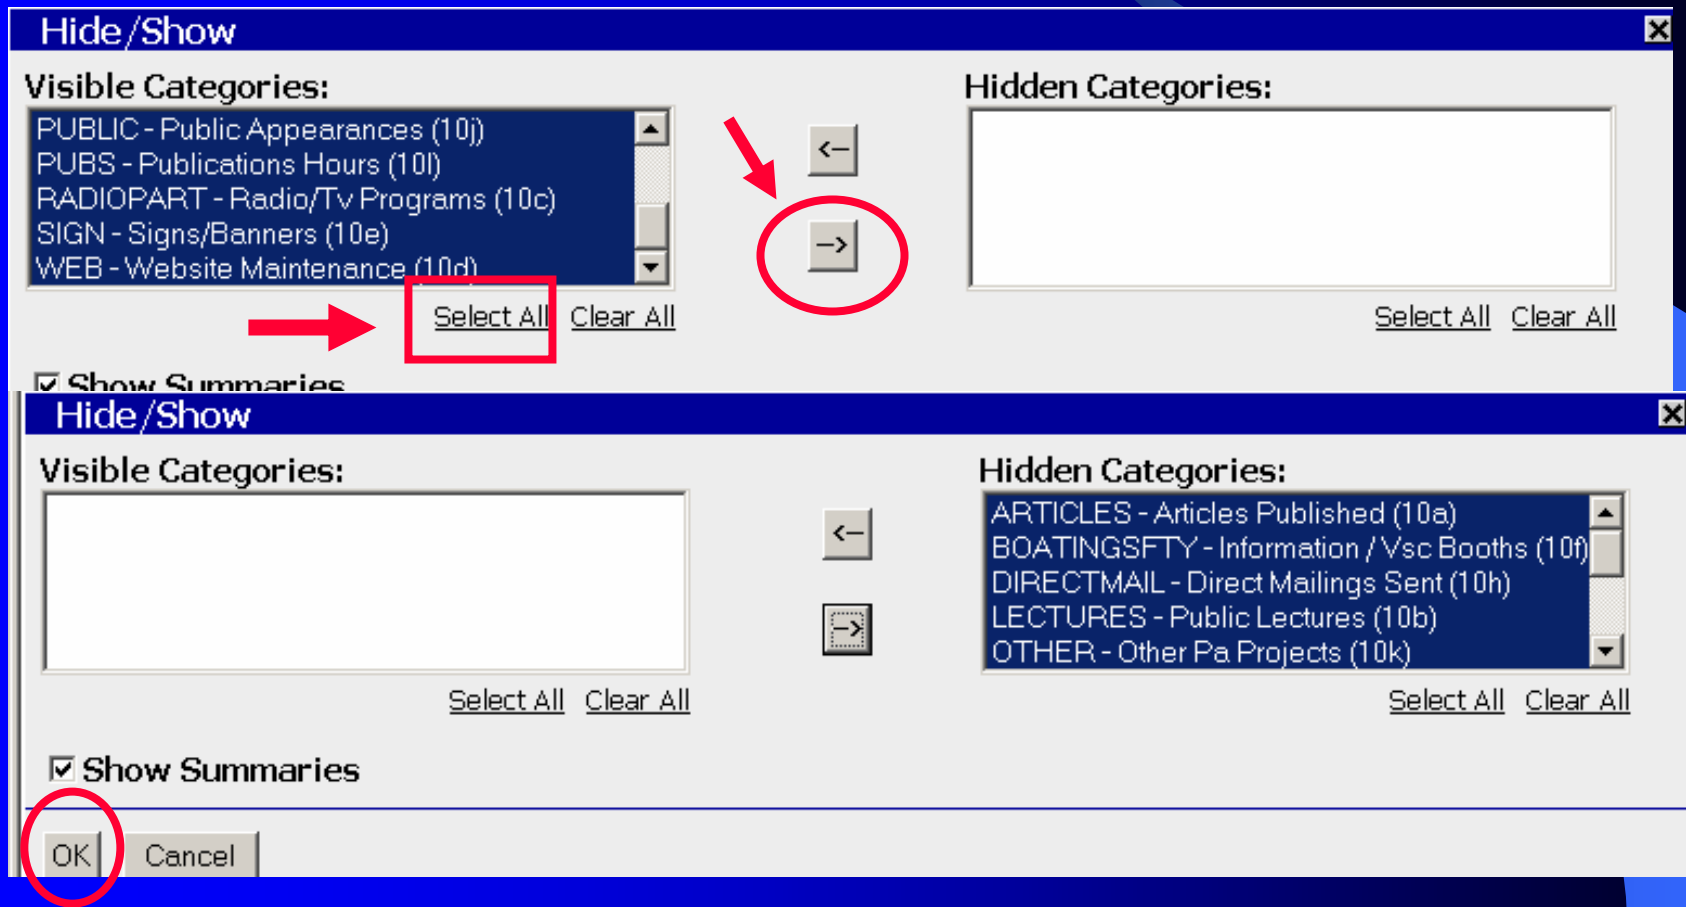 Hide/Show
Visible Categories:
Hidden Categories:
PUBLIC - Public Appearances (10j)
PUBS - Publications Hours (10l)
RADIOPART - Radio/Tv Programs (10c)
SIGN - Signs/Banners (10e)
WEB - Website Maintenance (10d)
<-
->
Select All Clear All
Select All Clear All
Show Summaries
Hide/Show
Visible Categories:
Hidden Categories:
<-
->
ARTICLES - Articles Published (10a)
BOATINGSFTY - Information / Vsc Booths (10f)
DIRECTMAIL - Direct Mailings Sent (10h)
LECTURES - Public Lectures (10b)
OTHER - Other Pa Projects (10k)
Select All Clear All
Select All Clear All
Show Summaries
OK Cancel